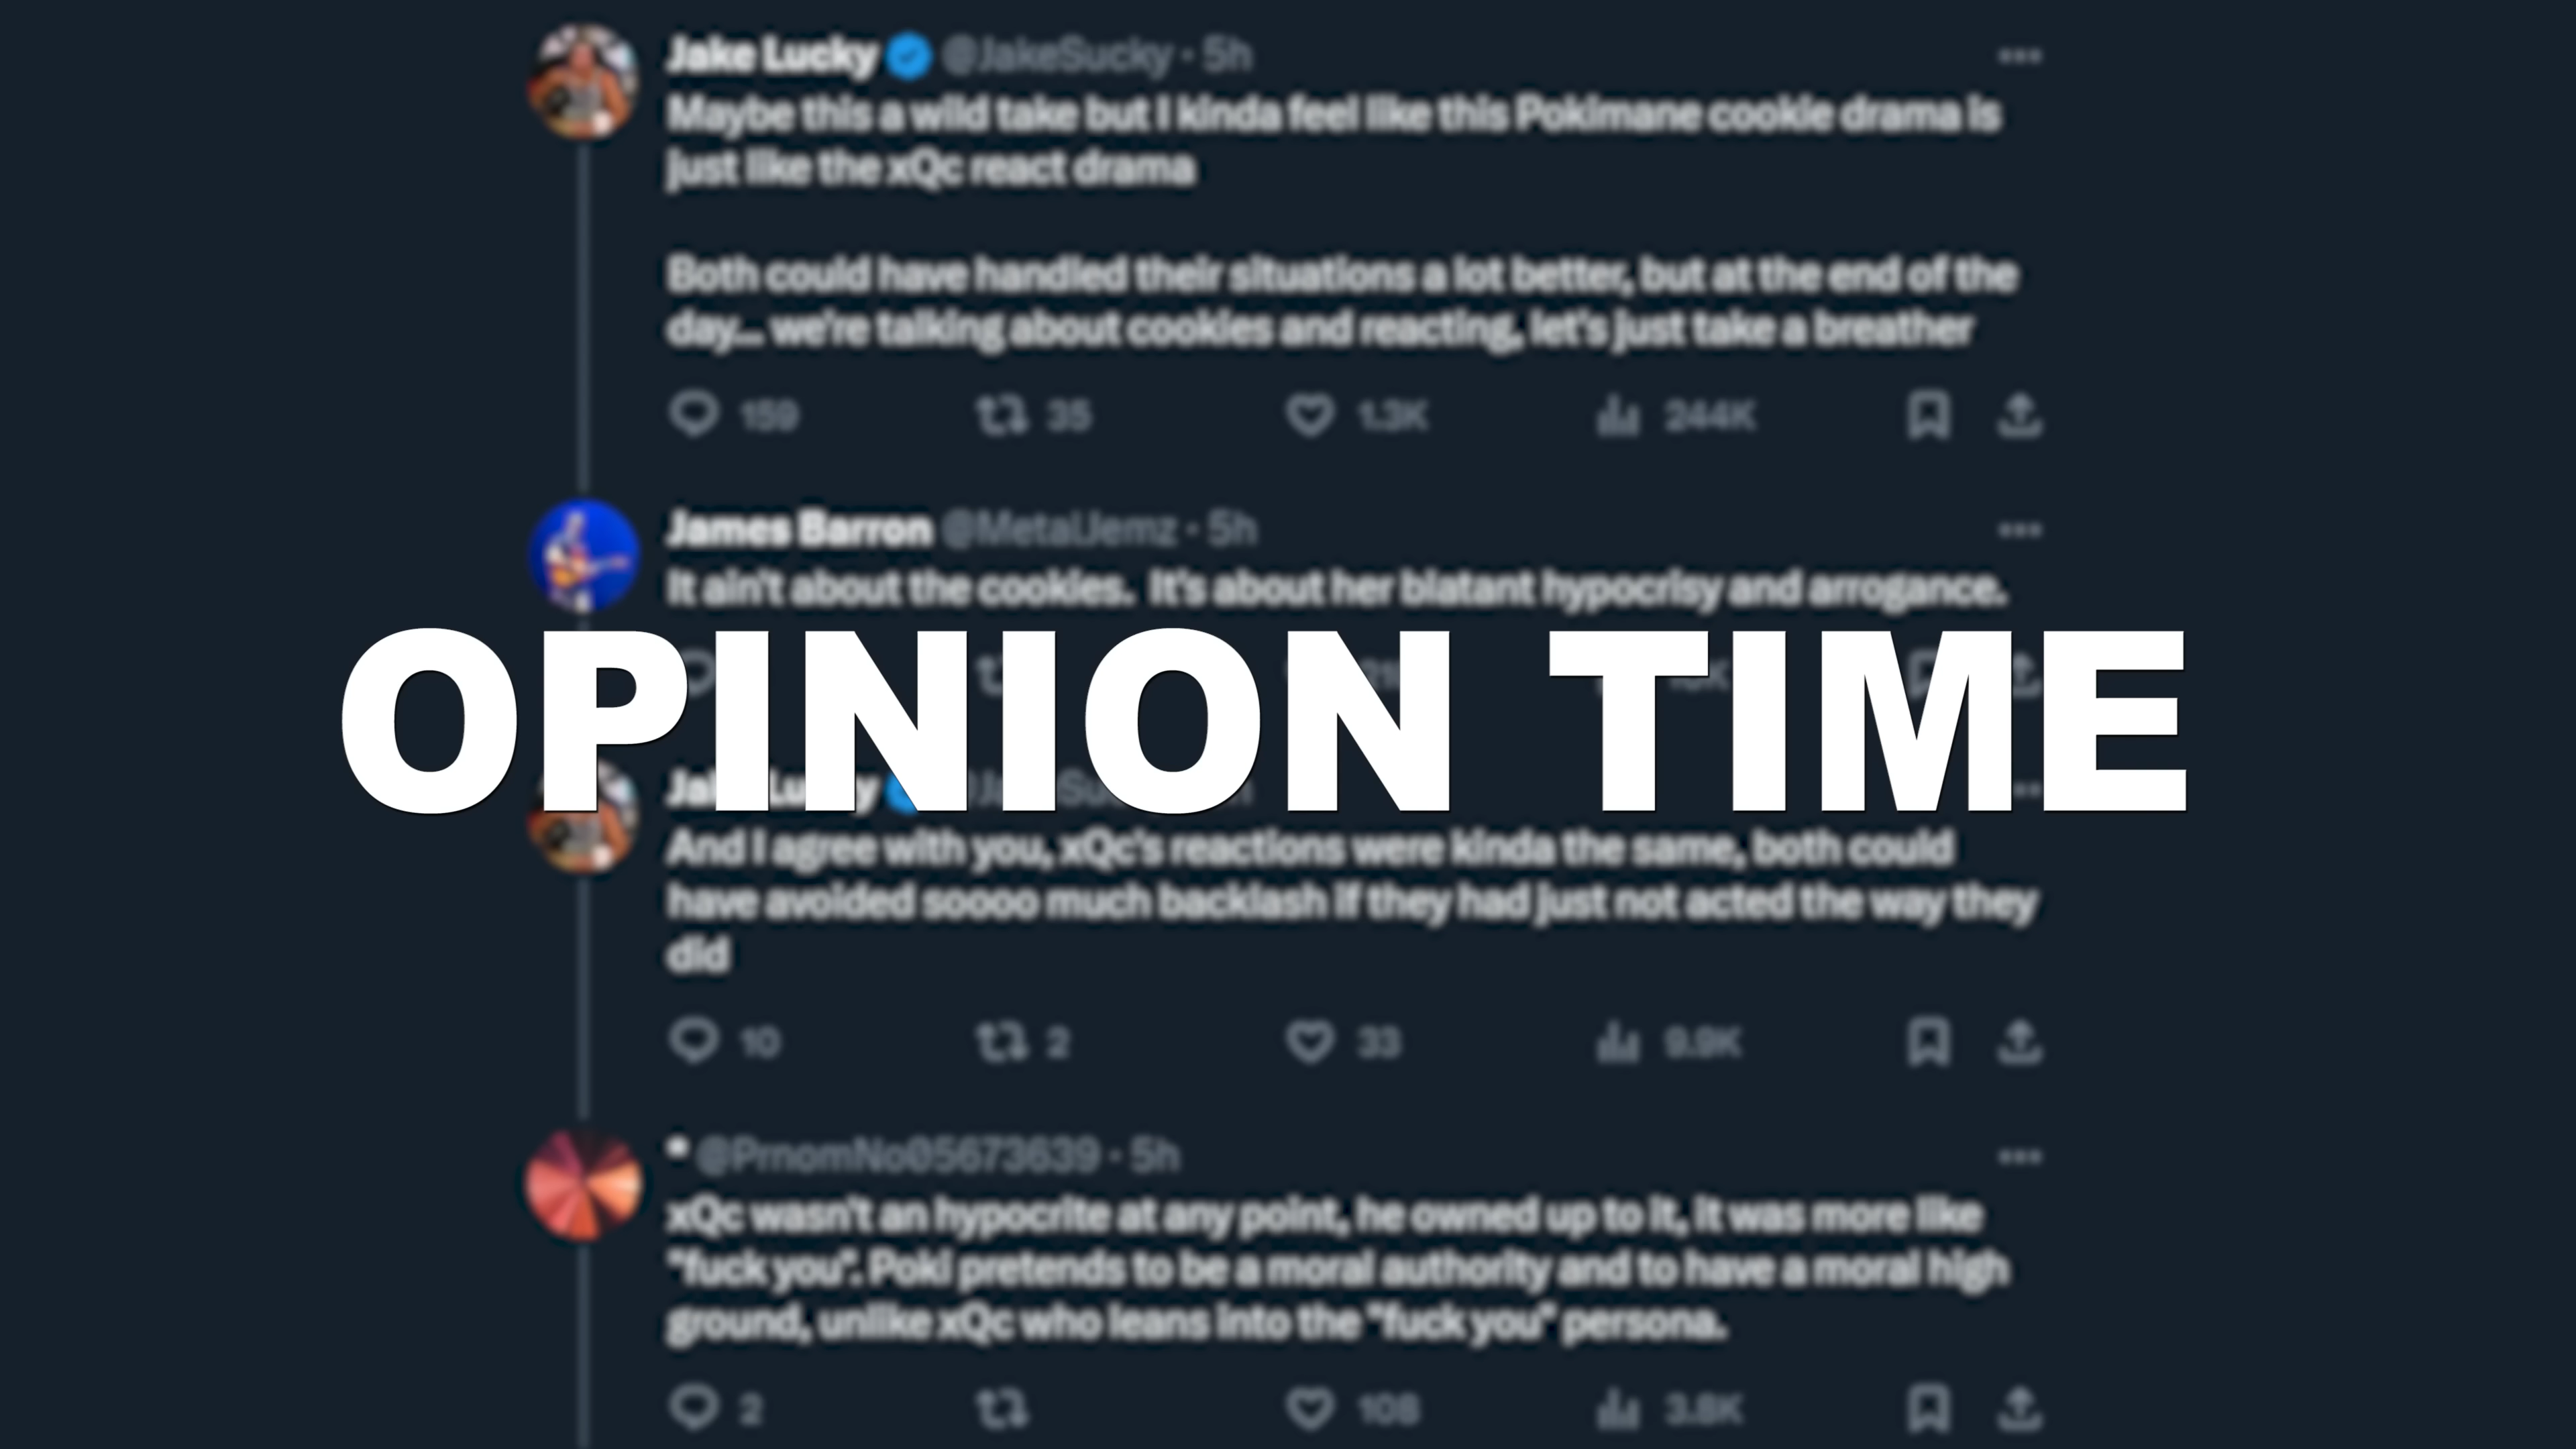 Jake Lucky @JakeSucky · 5h
Maybe this a wild take but I kinda feel like this Pokimane cookie drama is
just like the xQc react drama
Both could have handled their situations a lot better, but at the end of the
day... we're talking about cookies and reacting, let's just take a breather
159 35 1.3K 244K
James Barron @MetalJemz · 5h
It ain't about the cookies. It's about her blatant hypocrisy and arrogance.
OPINION TIME
And I agree with you, xQc's reactions were kinda the same, both could
have avoided soooo much backlash if they had just not acted the way they
did
10 2 33 9.9K
@PrnomNo05673639 · 5h
xQc wasn't an hypocrite at any point, he owned up to it, it was more like
"fuck you". Poki pretends to be a moral authority and to have a moral high
ground, unlike xQc who leans into the "fuck you" persona.
2 108 3.8K